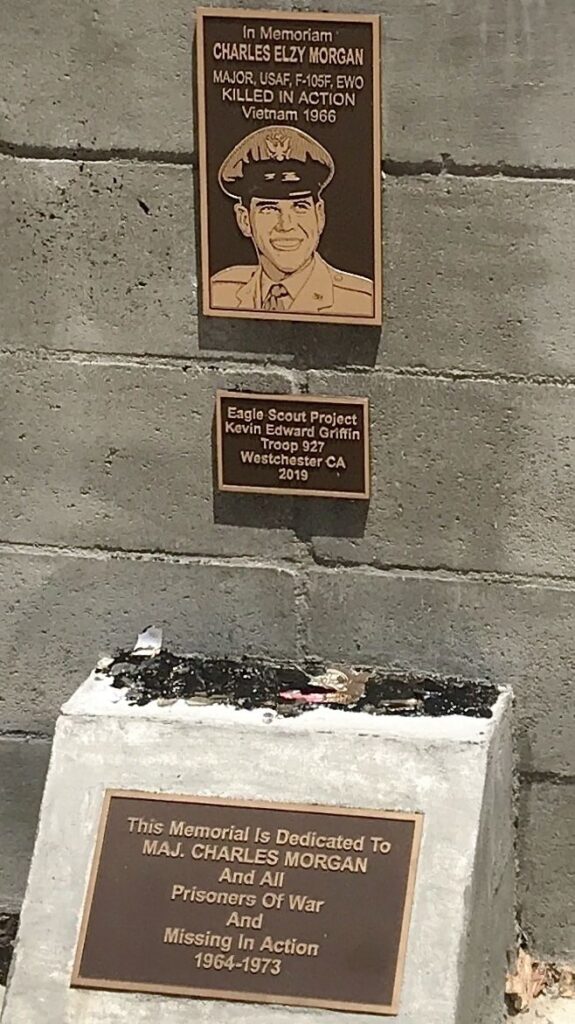 In Memoriam
CHARLES ELZY MORGAN
MAJOR, USAF, F-105F, EWO
KILLED IN ACTION
Vietnam 1966
Eagle Scout Project
Kevin Edward Griffin
Troop 927
Westchester CA
2019
This Memorial Is Dedicated To
MAJ. CHARLES MORGAN
And All
Prisoners Of War
And
Missing In Action
1964-1973